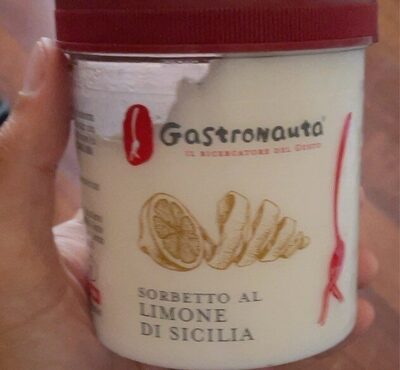 Gastronauta
IL RICERCATORE DEL GUSTO
SORBETTO AL
LIMONE
DI SICILIA